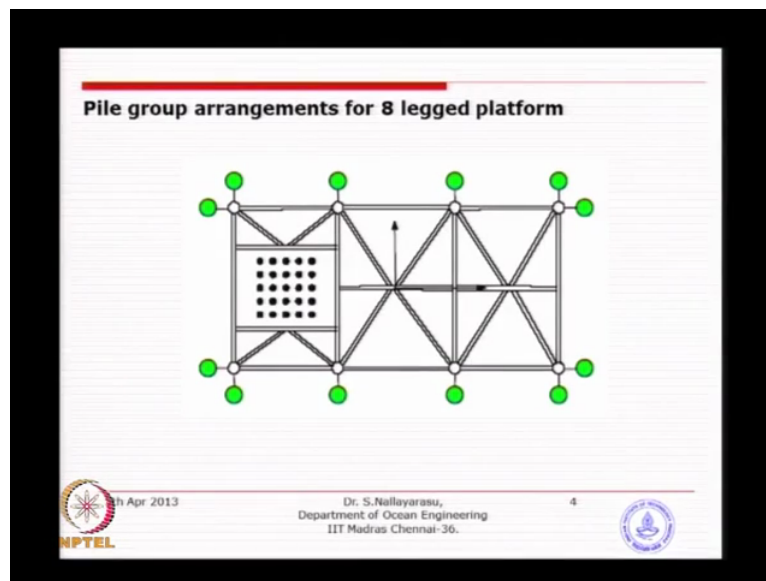 Pile group arrangements for 8 legged platform
th Apr 2013
Dr. S.Nallayarasu,
Department of Ocean Engineering
IIT Madras Chennai-36.
4
NPTEL